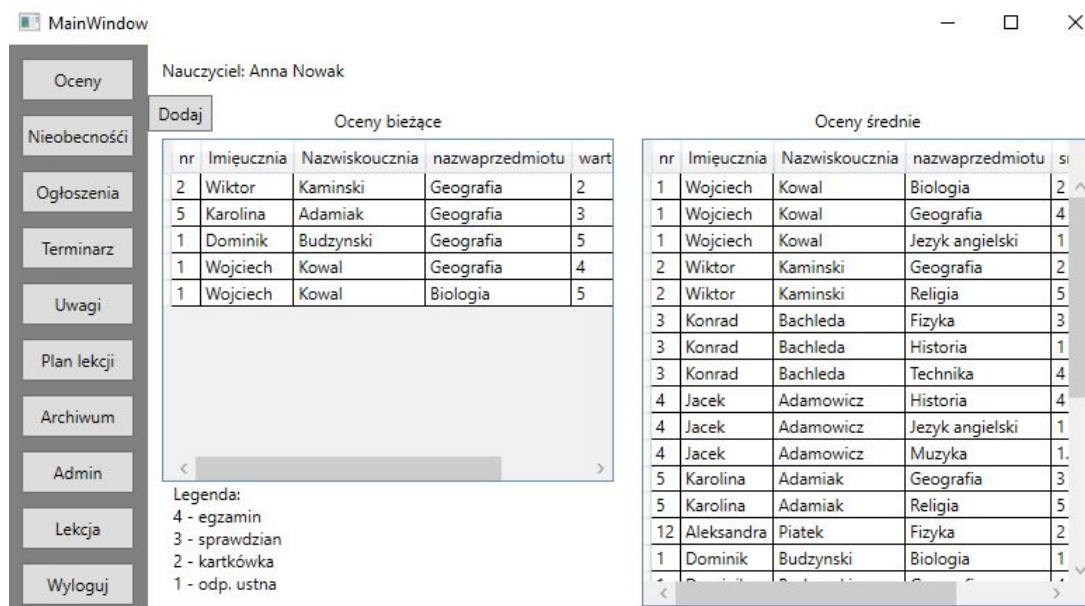 MainWindow
Oceny
Nieobecnośći
Ogłoszenia
Terminarz
Uwagi
Plan lekcji
Archiwum
Admin
Lekcja
Wyloguj
Nauczyciel: Anna Nowak
Dodaj
Oceny bieżące
nr Imięucznia Nazwiskoucznia nazwaprzedmiotu wart
2 Wiktor Kaminski Geografia 2
5 Karolina Adamiak Geografia 3
1 Dominik Budzynski Geografia 5
1 Wojciech Kowal Geografia 4
1 Wojciech Kowal Biologia 5
Legenda:
4 - egzamin
3 - sprawdzian
2 - kartkówka
1 - odp. ustna
Oceny średnie
nr Imięucznia Nazwiskoucznia nazwaprzedmiotu
1 Wojciech Kowal Biologia 2
1 Wojciech Kowal Geografia 4
1 Wojciech Kowal Jezyk angielski 1
2 Wiktor Kaminski Geografia 2
2 Wiktor Kaminski Religia 5
3 Konrad Bachleda Fizyka 3
3 Konrad Bachleda Historia 1
3 Konrad Bachleda Technika 4
4 Jacek Adamowicz Historia 4
4 Jacek Adamowicz Jezyk angielski 1
4 Jacek Adamowicz Muzyka 1.
5 Karolina Adamiak Geografia 3
5 Karolina Adamiak Religia 5
12 Aleksandra Piatek Fizyka 2
1 Dominik Budzynski Biologia 1